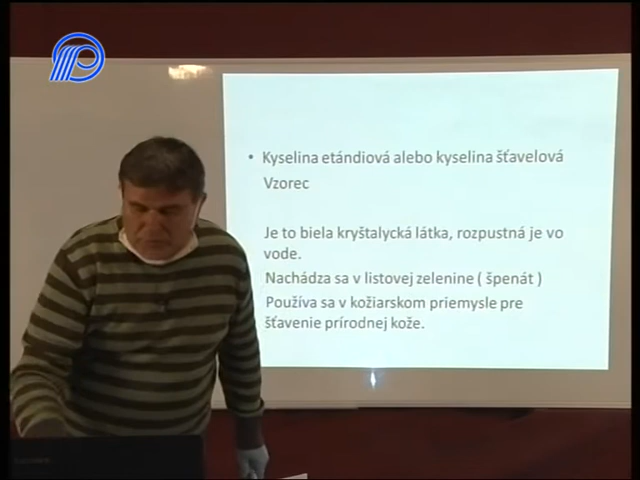 • Kyselina etándiová alebo kyselina šťavelová
Vzorec
Je to biela kryštalycká látka, rozpustná je vo
vode.
Nachádza sa v listovej zelenine ( špenát )
Používa sa v kožiarskom priemysle pre
šťavenie prírodnej kože.